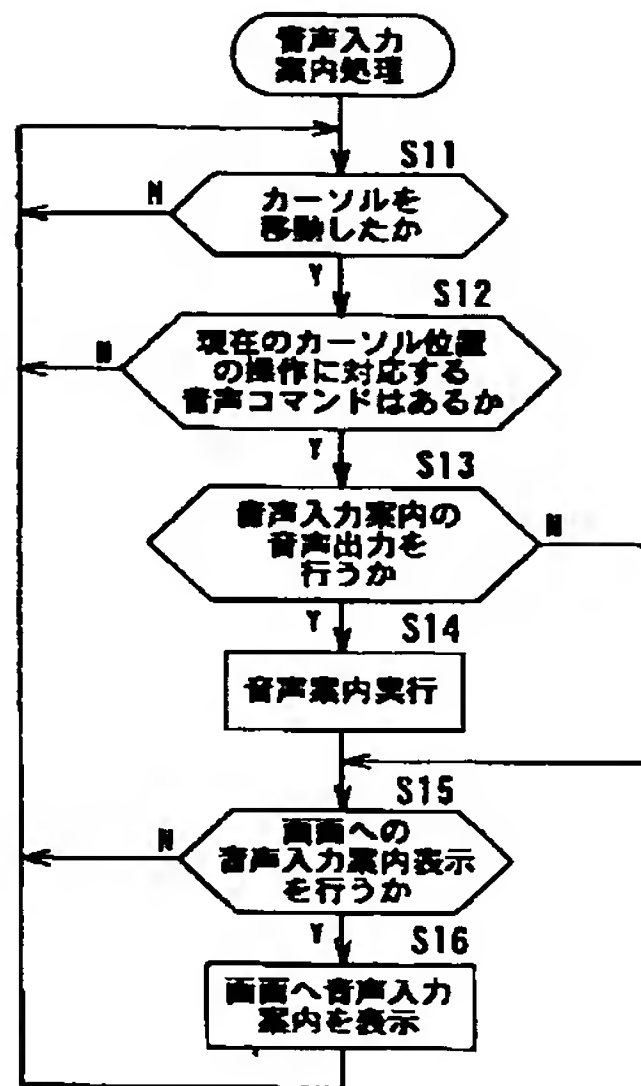 音声入力
案内処理
S11
カーソルを
移動したか
N
Y
S12
現在のカーソル位置
の操作に対応する
音声コマンドはあるか
N
Y
S13
音声入力案内の
音声出力を
行うか
N
Y
S14
音声案内実行
S15
画面への
音声入力案内表示
を行うか
N
Y
S16
画面へ音声入力
案内を表示